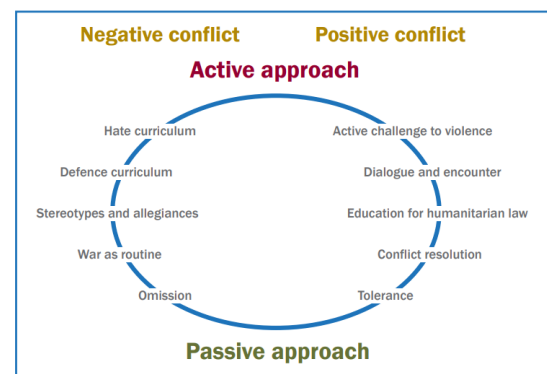 Negative conflict Positive conflict
Active approach
Hate curriculum Active challenge to violence
Defence curriculum Dialogue and encounter
Stereotypes and allegiances Education for humanitarian law
War as routine Conflict resolution
Omission Tolerance
Passive approach